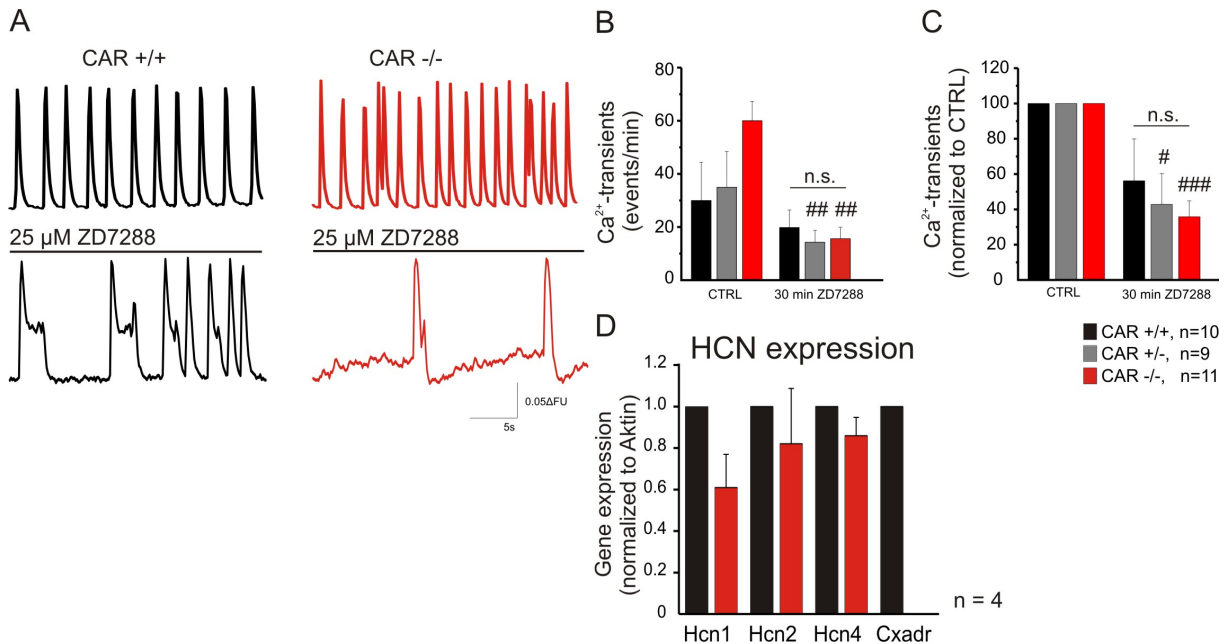 A
CAR +/+
CAR -/-
25 µM ZD7288
25 µM ZD7288
0.05ΔFU
5s
B
Ca²⁺-transients
(events/min)
80
60
40
20
0
n.s.
## ##
CTRL
30 min ZD7288
C
Ca²⁺-transients
(normalized to CTRL)
120
100
80
60
40
20
0
n.s.
#
###
CTRL
30 min ZD7288
CAR +/+, n=10
CAR +/-, n=9
CAR -/-, n=11
D
HCN expression
Gene expression
(normalized to Aktin)
1.2
1.0
0.8
0.6
0.4
0.2
0
Hcn1 Hcn2 Hcn4 Cxadr
n = 4